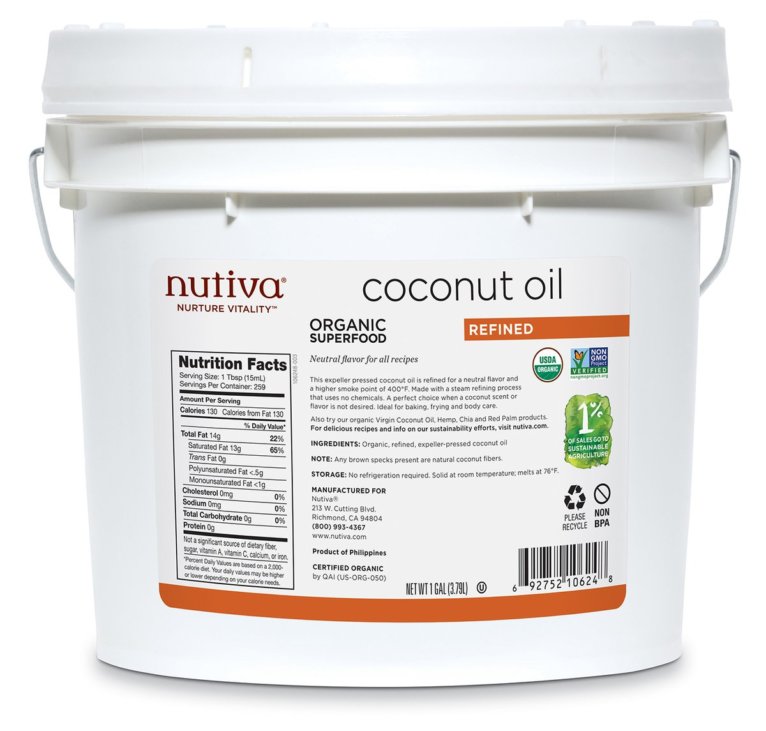 nutiva®
NURTURE VITALITY™
coconut oil
ORGANIC
SUPERFOOD
REFINED
Neutral flavor for all recipes
USDA
ORGANIC
NON
GMO
Project
VERIFIED
nongmoproject.org
This expeller pressed coconut oil is refined for a neutral flavor and
a higher smoke point of 400°F. Made with a steam refining process
that uses no chemicals. A perfect choice when a coconut scent or
flavor is not desired. Ideal for baking, frying and body care.
Also try our organic Virgin Coconut Oil, Hemp, Chia and Red Palm products.
For delicious recipes and info on our sustainability efforts, visit nutiva.com.
INGREDIENTS: Organic, refined, expeller-pressed coconut oil
NOTE: Any brown specks present are natural coconut fibers.
STORAGE: No refrigeration required. Solid at room temperature; melts at 76°F.
1%
OF SALES GO TO
SUSTAINABLE
AGRICULTURE
MANUFACTURED FOR
Nutiva®
213 W. Cutting Blvd.
Richmond, CA 94804
(800) 993-4367
www.nutiva.com
Product of Philippines
CERTIFIED ORGANIC
by QAI (US-ORG-050)
NET WT 1 GAL (3.79L) U
PLEASE
RECYCLE
NON
BPA
6 92752 10624 8
Nutrition Facts
Serving Size: 1 Tbsp (15mL)
Servings Per Container: 259
Amount Per Serving
Calories 130 Calories from Fat 130
% Daily Value*
Total Fat 14g 22%
Saturated Fat 13g 65%
Trans Fat 0g
Polyunsaturated Fat <.5g
Monounsaturated Fat <1g
Cholesterol 0mg 0%
Sodium 0mg 0%
Total Carbohydrate 0g 0%
Protein 0g
Not a significant source of dietary fiber,
sugar, vitamin A, vitamin C, calcium, or iron.
*Percent Daily Values are based on a 2,000-
calorie diet. Your daily values may be higher
or lower depending on your calorie needs.